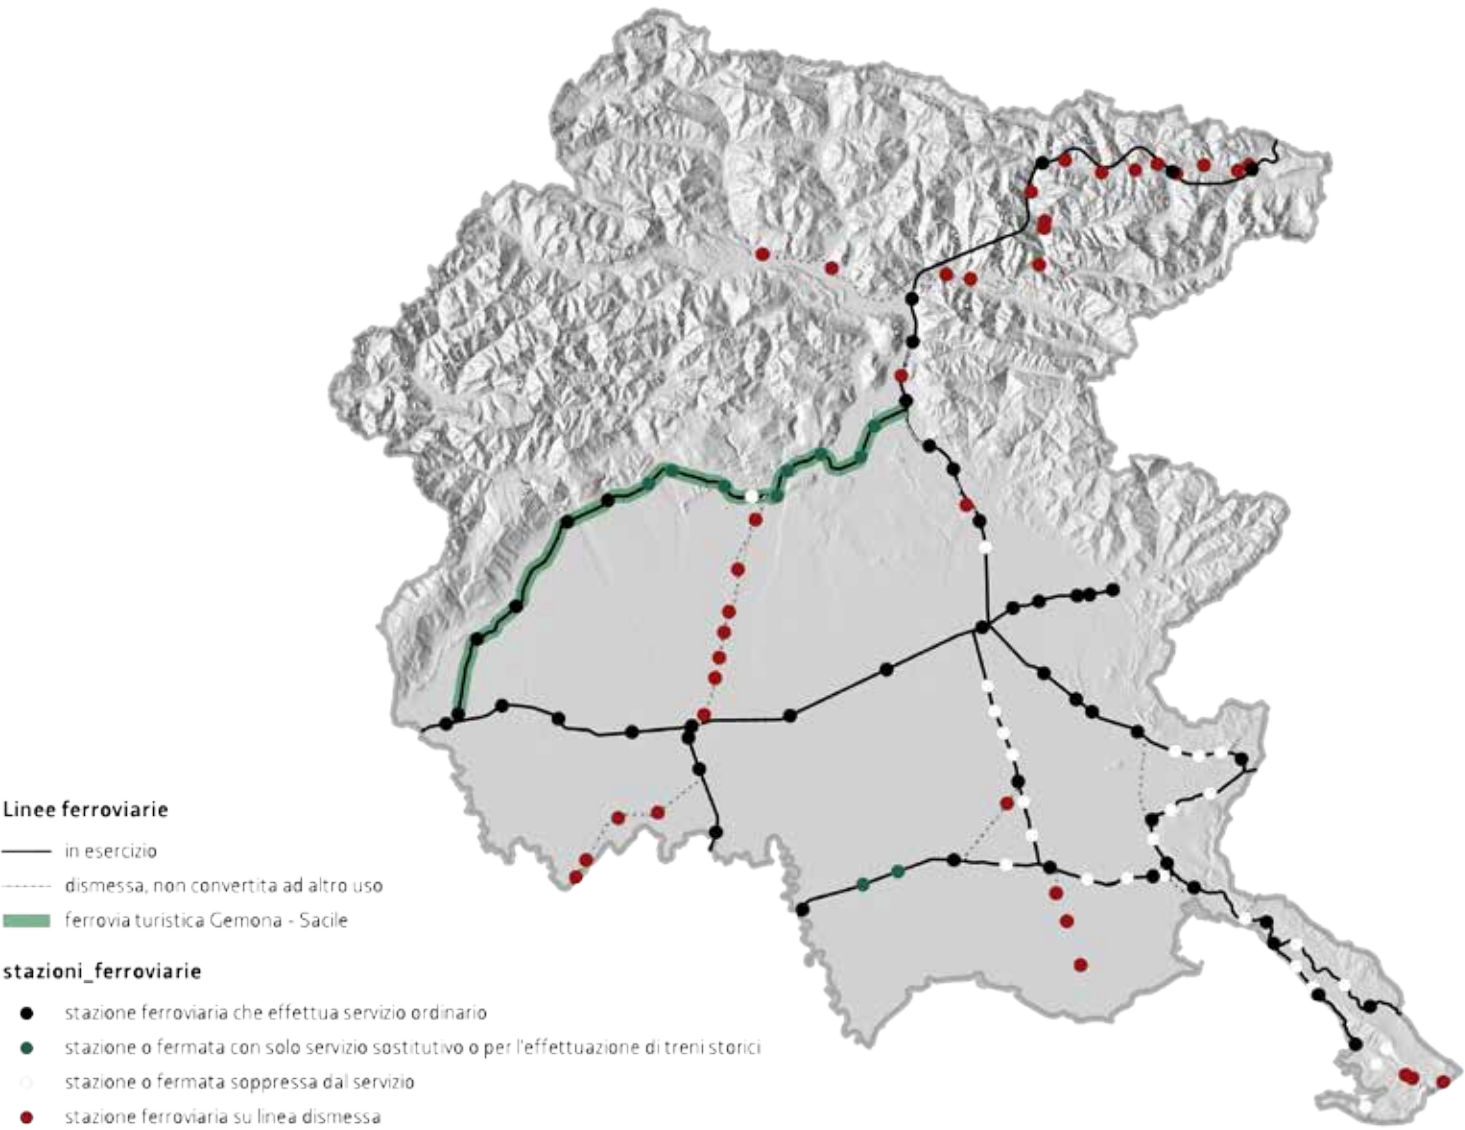 Linee ferroviarie
in esercizio
dismessa, non convertita ad altro uso
ferrovia turistica Gemona - Sacile
stazioni_ferroviarie
stazione ferroviaria che effettua servizio ordinario
stazione o fermata con solo servizio sostitutivo o per l'effettuazione di treni storici
stazione o fermata soppressa dal servizio
stazione ferroviaria su linea dismessa